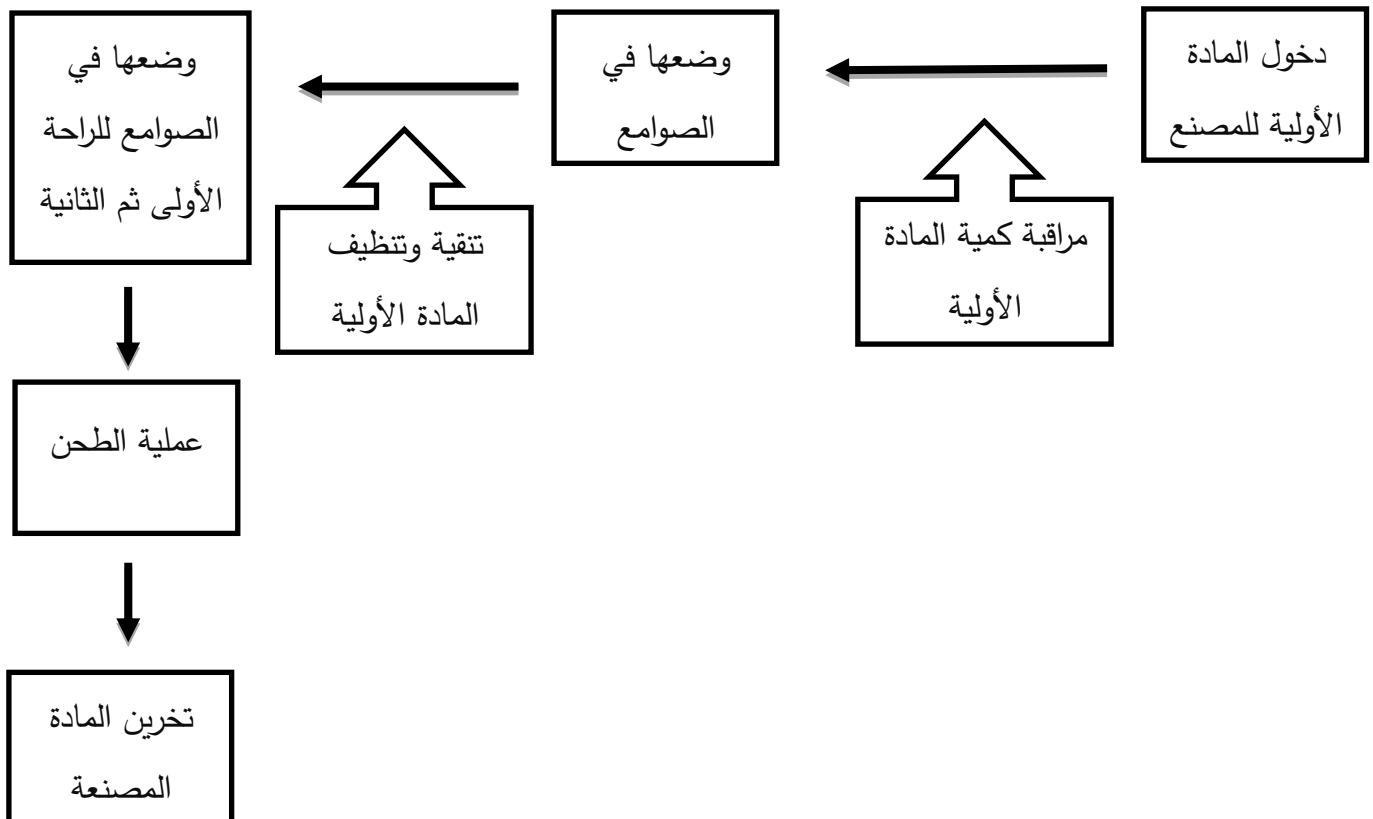 دخول المادة
الأولية للمصنع
مراقبة كمية المادة
الأولية
وضعها في
الصوامع
تنقية وتنظيف
المادة الأولية
وضعها في
الصوامع للراحة
الأولى ثم الثانية
عملية الطحن
تخرين المادة
المصنعة